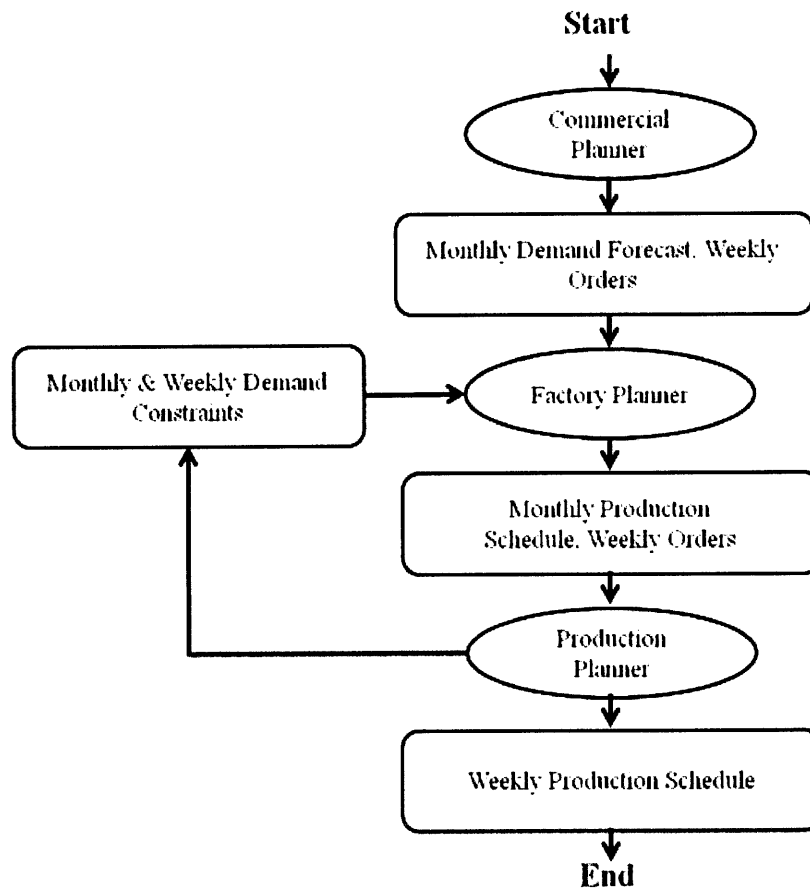 Start
Commercial
Planner
Monthly Demand Forecast, Weekly
Orders
Monthly & Weekly Demand
Constraints
Factory Planner
Monthly Production
Schedule, Weekly Orders
Production
Planner
Weekly Production Schedule
End